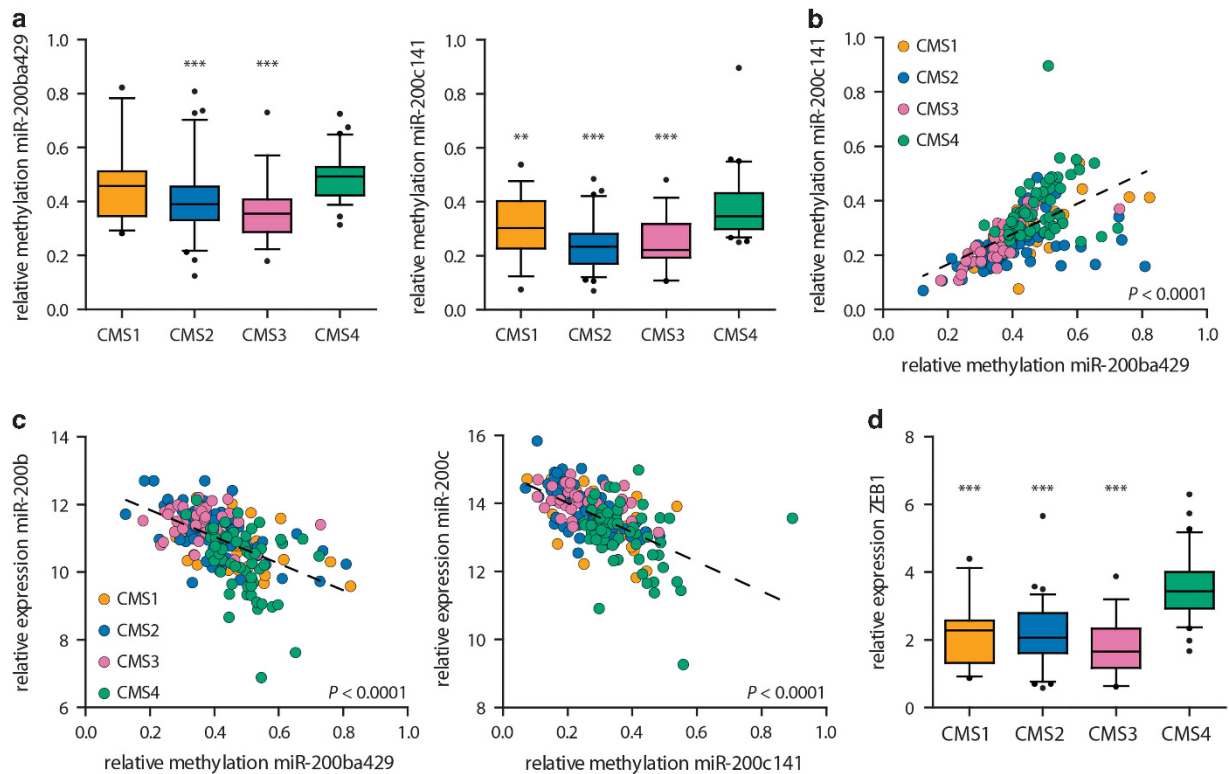 a
relative methylation miR-200ba429
1.0
0.8
0.6
0.4
0.2
0.0
*** ***
CMS1 CMS2 CMS3 CMS4
relative methylation miR-200c141
1.0
0.8
0.6
0.4
0.2
0.0
** *** ***
CMS1 CMS2 CMS3 CMS4
b
relative methylation miR-200c141
1.0
0.8
0.6
0.4
0.2
0.0
CMS1
CMS2
CMS3
CMS4
P < 0.0001
0.0 0.2 0.4 0.6 0.8 1.0
relative methylation miR-200ba429
c
relative expression miR-200b
14
12
10
8
6
CMS1
CMS2
CMS3
CMS4
P < 0.0001
0.0 0.2 0.4 0.6 0.8 1.0
relative methylation miR-200ba429
relative expression miR-200c
16
14
12
10
8
P < 0.0001
0.0 0.2 0.4 0.6 0.8 1.0
relative methylation miR-200c141
d
relative expression ZEB1
8
6
4
2
0
*** *** ***
CMS1 CMS2 CMS3 CMS4